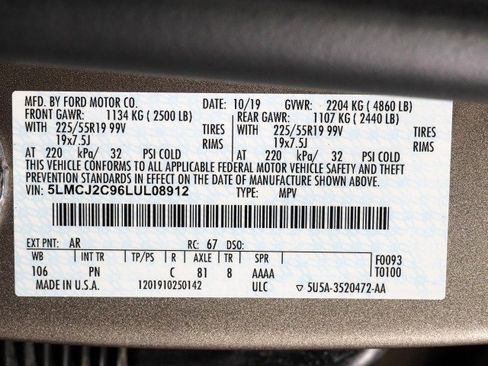 MFD. BY FORD MOTOR CO. DATE: 10/19 GVWR: 2204 KG ( 4860 LB)
FRONT GAWR: 1134 KG ( 2500 LB) REAR GAWR: 1107 KG ( 2440 LB)
WITH 225/55R19 99V TIRES WITH 225/55R19 99V TIRES
19x7.5J RIMS 19x7.5J RIMS
AT 220 kPa/ 32 PSI COLD AT 220 kPa/ 32 PSI COLD
THIS VEHICLE CONFORMS TO ALL APPLICABLE FEDERAL MOTOR VEHICLE SAFETY AND THEFT
PREVENTION STANDARDS IN EFFECT ON THE DATE OF MANUFACTURE SHOWN ABOVE.
VIN: 5LMCJ2C96LUL08912 TYPE: MPV
EXT PNT: AR RC: 67 DSO:
WB INT TR TP/PS R AXLE TR SPR F0093
106 PN C 81 8 AAAA T0100
MADE IN U.S.A. 1201910250142 ULC ▽ 5U5A-3520472-AA